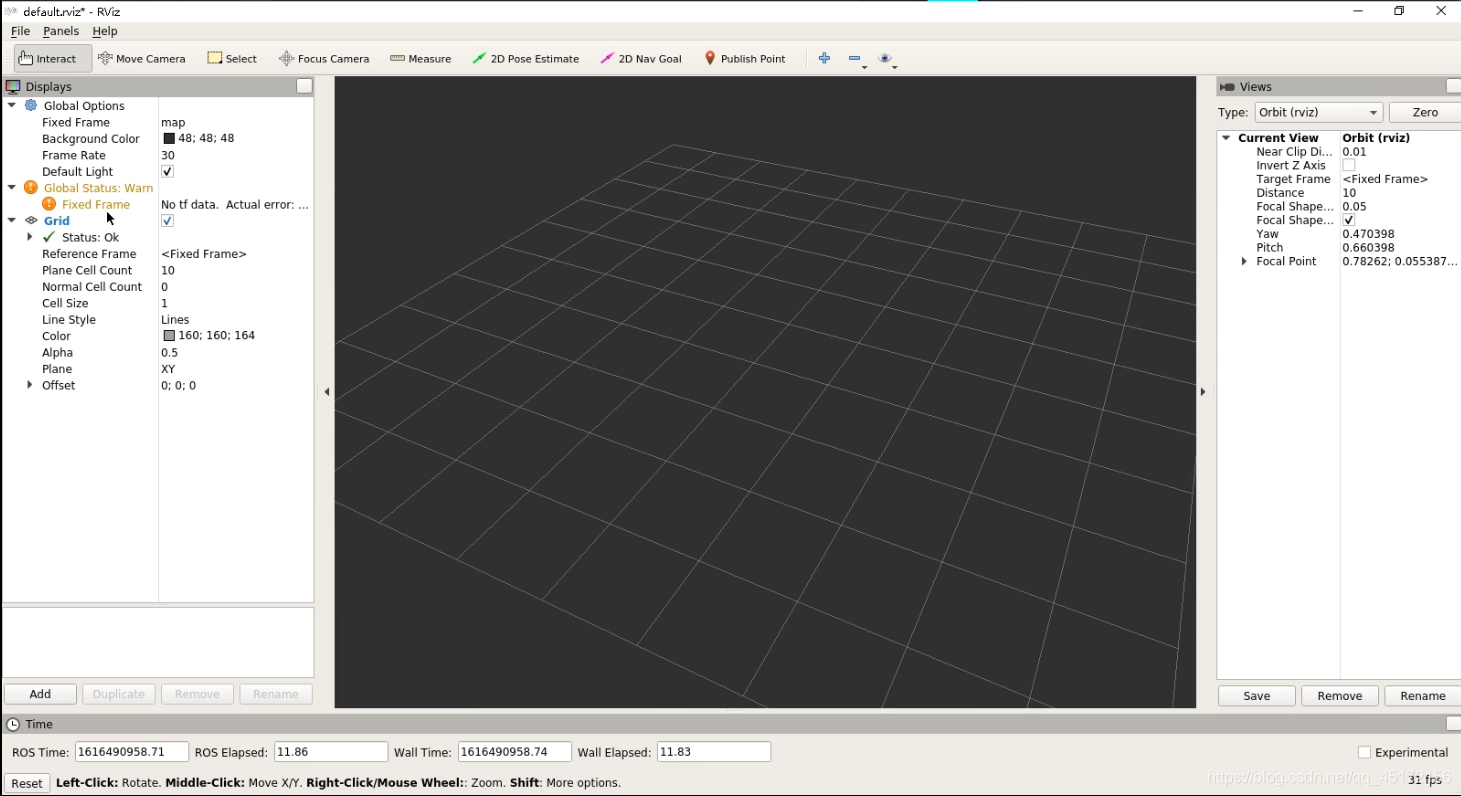 default.rviz* - RViz
File Panels Help
Interact Move Camera Select Focus Camera Measure 2D Pose Estimate 2D Nav Goal Publish Point
Displays
Global Options
Fixed Frame map
Background Color 48; 48; 48
Frame Rate 30
Default Light
Global Status: Warn
Fixed Frame No tf data. Actual error: ...
Grid
Status: Ok
Reference Frame <Fixed Frame>
Plane Cell Count 10
Normal Cell Count 0
Cell Size 1
Line Style Lines
Color 160; 160; 164
Alpha 0.5
Plane XY
Offset 0; 0; 0
Add Duplicate Remove Rename
Views
Type: Orbit (rviz) Zero
Current View Orbit (rviz)
Near Clip Di... 0.01
Invert Z Axis
Target Frame <Fixed Frame>
Distance 10
Focal Shape... 0.05
Focal Shape...
Yaw 0.470398
Pitch 0.660398
Focal Point 0.78262; 0.055387...
Save Remove Rename
Time
ROS Time: 1616490958.71 ROS Elapsed: 11.86 Wall Time: 1616490958.74 Wall Elapsed: 11.83 Experimental
Reset Left-Click: Rotate. Middle-Click: Move X/Y. Right-Click/Mouse Wheel:: Zoom. Shift: More options. 31 fps